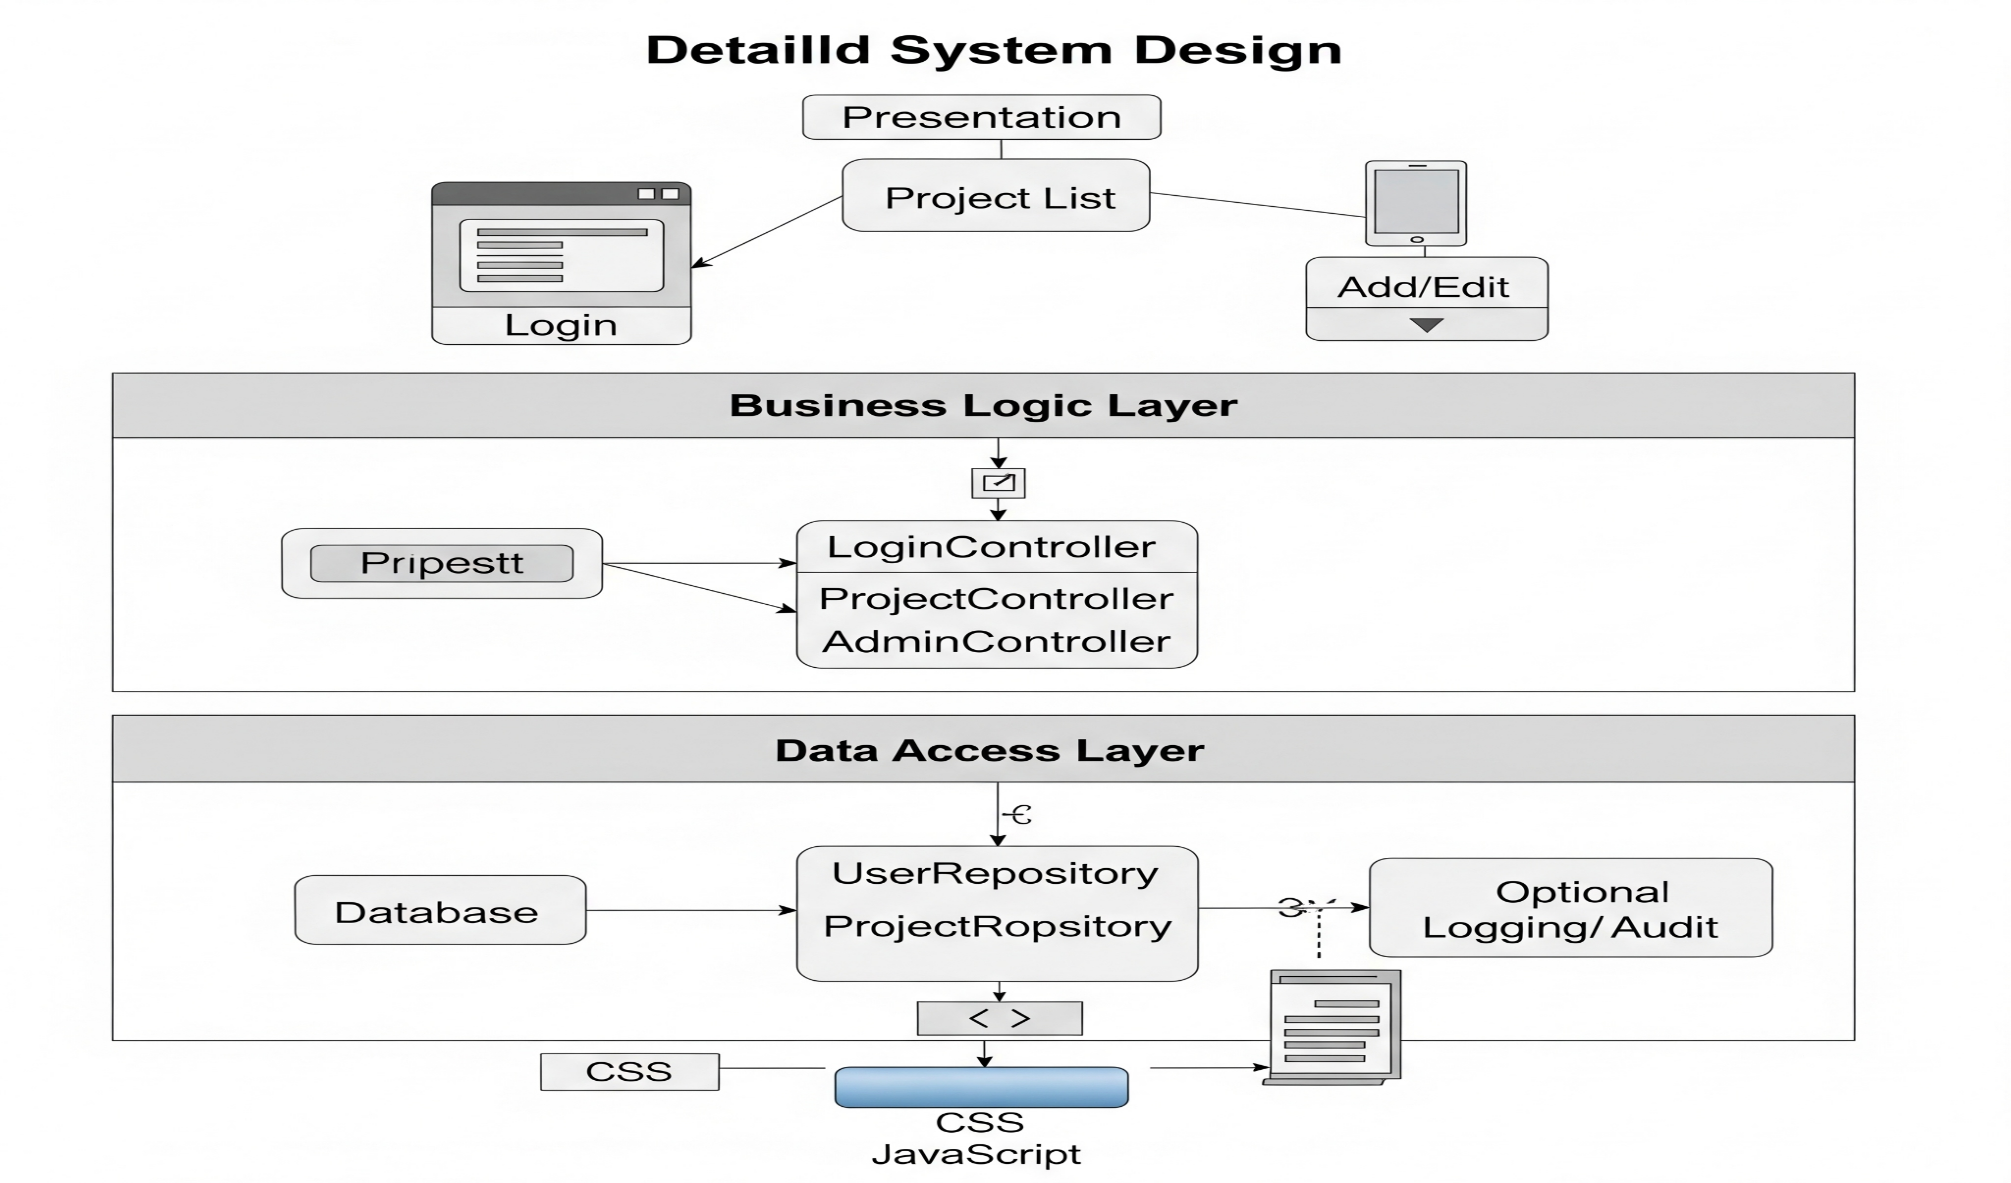 Detailld System Design
Presentation
Project List
Login
Add/Edit
Business Logic Layer
Pripestt
LoginController
ProjectController
AdminController
Data Access Layer
Database
UserRepository
ProjectRopsitory
Optional
Logging/ Audit
< >
CSS
CSS
JavaScript